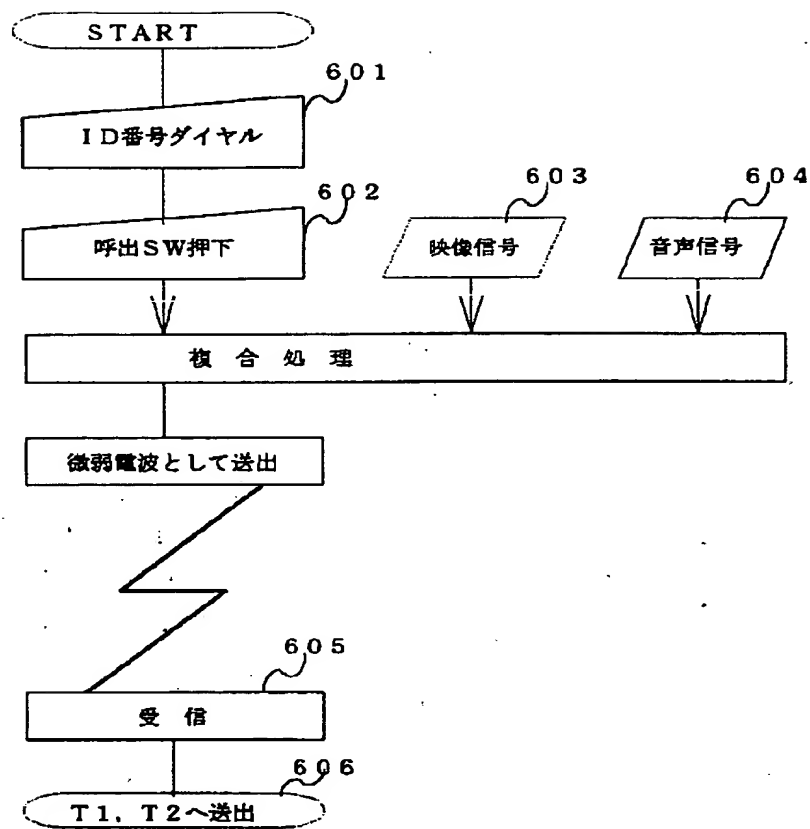 START
601
ID番号ダイヤル
602
603
604
呼出SW押下
映像信号
音声信号
複合処理
微弱電波として送出
605
受信
606
T1,T2へ送出